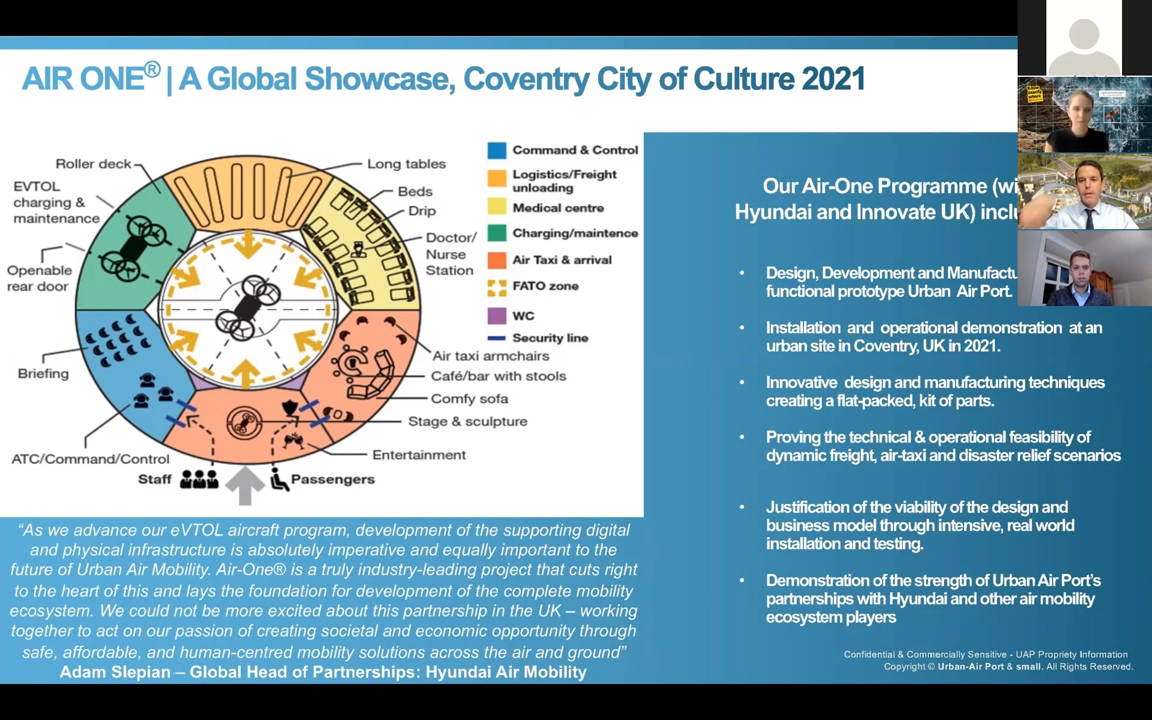 AIR ONE® | A Global Showcase, Coventry City of Culture 2021
Roller deck
EVTOL
charging &
maintenance
Openable
rear door
Briefing
ATC/Command/Control
Staff
Passengers
Long tables
Beds
Drip
Doctor/
Nurse
Station
Air taxi armchairs
Café/bar with stools
Comfy sofa
Stage & sculpture
Entertainment
Command & Control
Logistics/Freight
unloading
Medical centre
Charging/maintence
Air Taxi & arrival
FATO zone
WC
Security line
“As we advance our eVTOL aircraft program, development of the supporting digital
and physical infrastructure is absolutely imperative and equally important to the
future of Urban Air Mobility. Air-One® is a truly industry-leading project that cuts right
to the heart of this and lays the foundation for development of the complete mobility
ecosystem. We could not be more excited about this partnership in the UK – working
together to act on our passion of creating societal and economic opportunity through
safe, affordable, and human-centred mobility solutions across the air and ground”
Adam Slepian – Global Head of Partnerships: Hyundai Air Mobility
Our Air-One Programme
Hyundai and Innovate UK)
• Design, Development and
functional prototype Urban Air Port.
• Installation and operational demonstration at an
urban site in Coventry, UK in 2021.
• Innovative design and manufacturing techniques
creating a flat-packed, kit of parts.
• Proving the technical & operational feasibility of
dynamic freight, air-taxi and disaster relief scenarios
• Justification of the viability of the design and
business model through intensive, real world
installation and testing.
• Demonstration of the strength of Urban Air Port’s
partnerships with Hyundai and other air mobility
ecosystem players
Confidential & Commercially Sensitive - UAP Propriety Information
Copyright © Urban-Air Port & small. All Rights Reserved.